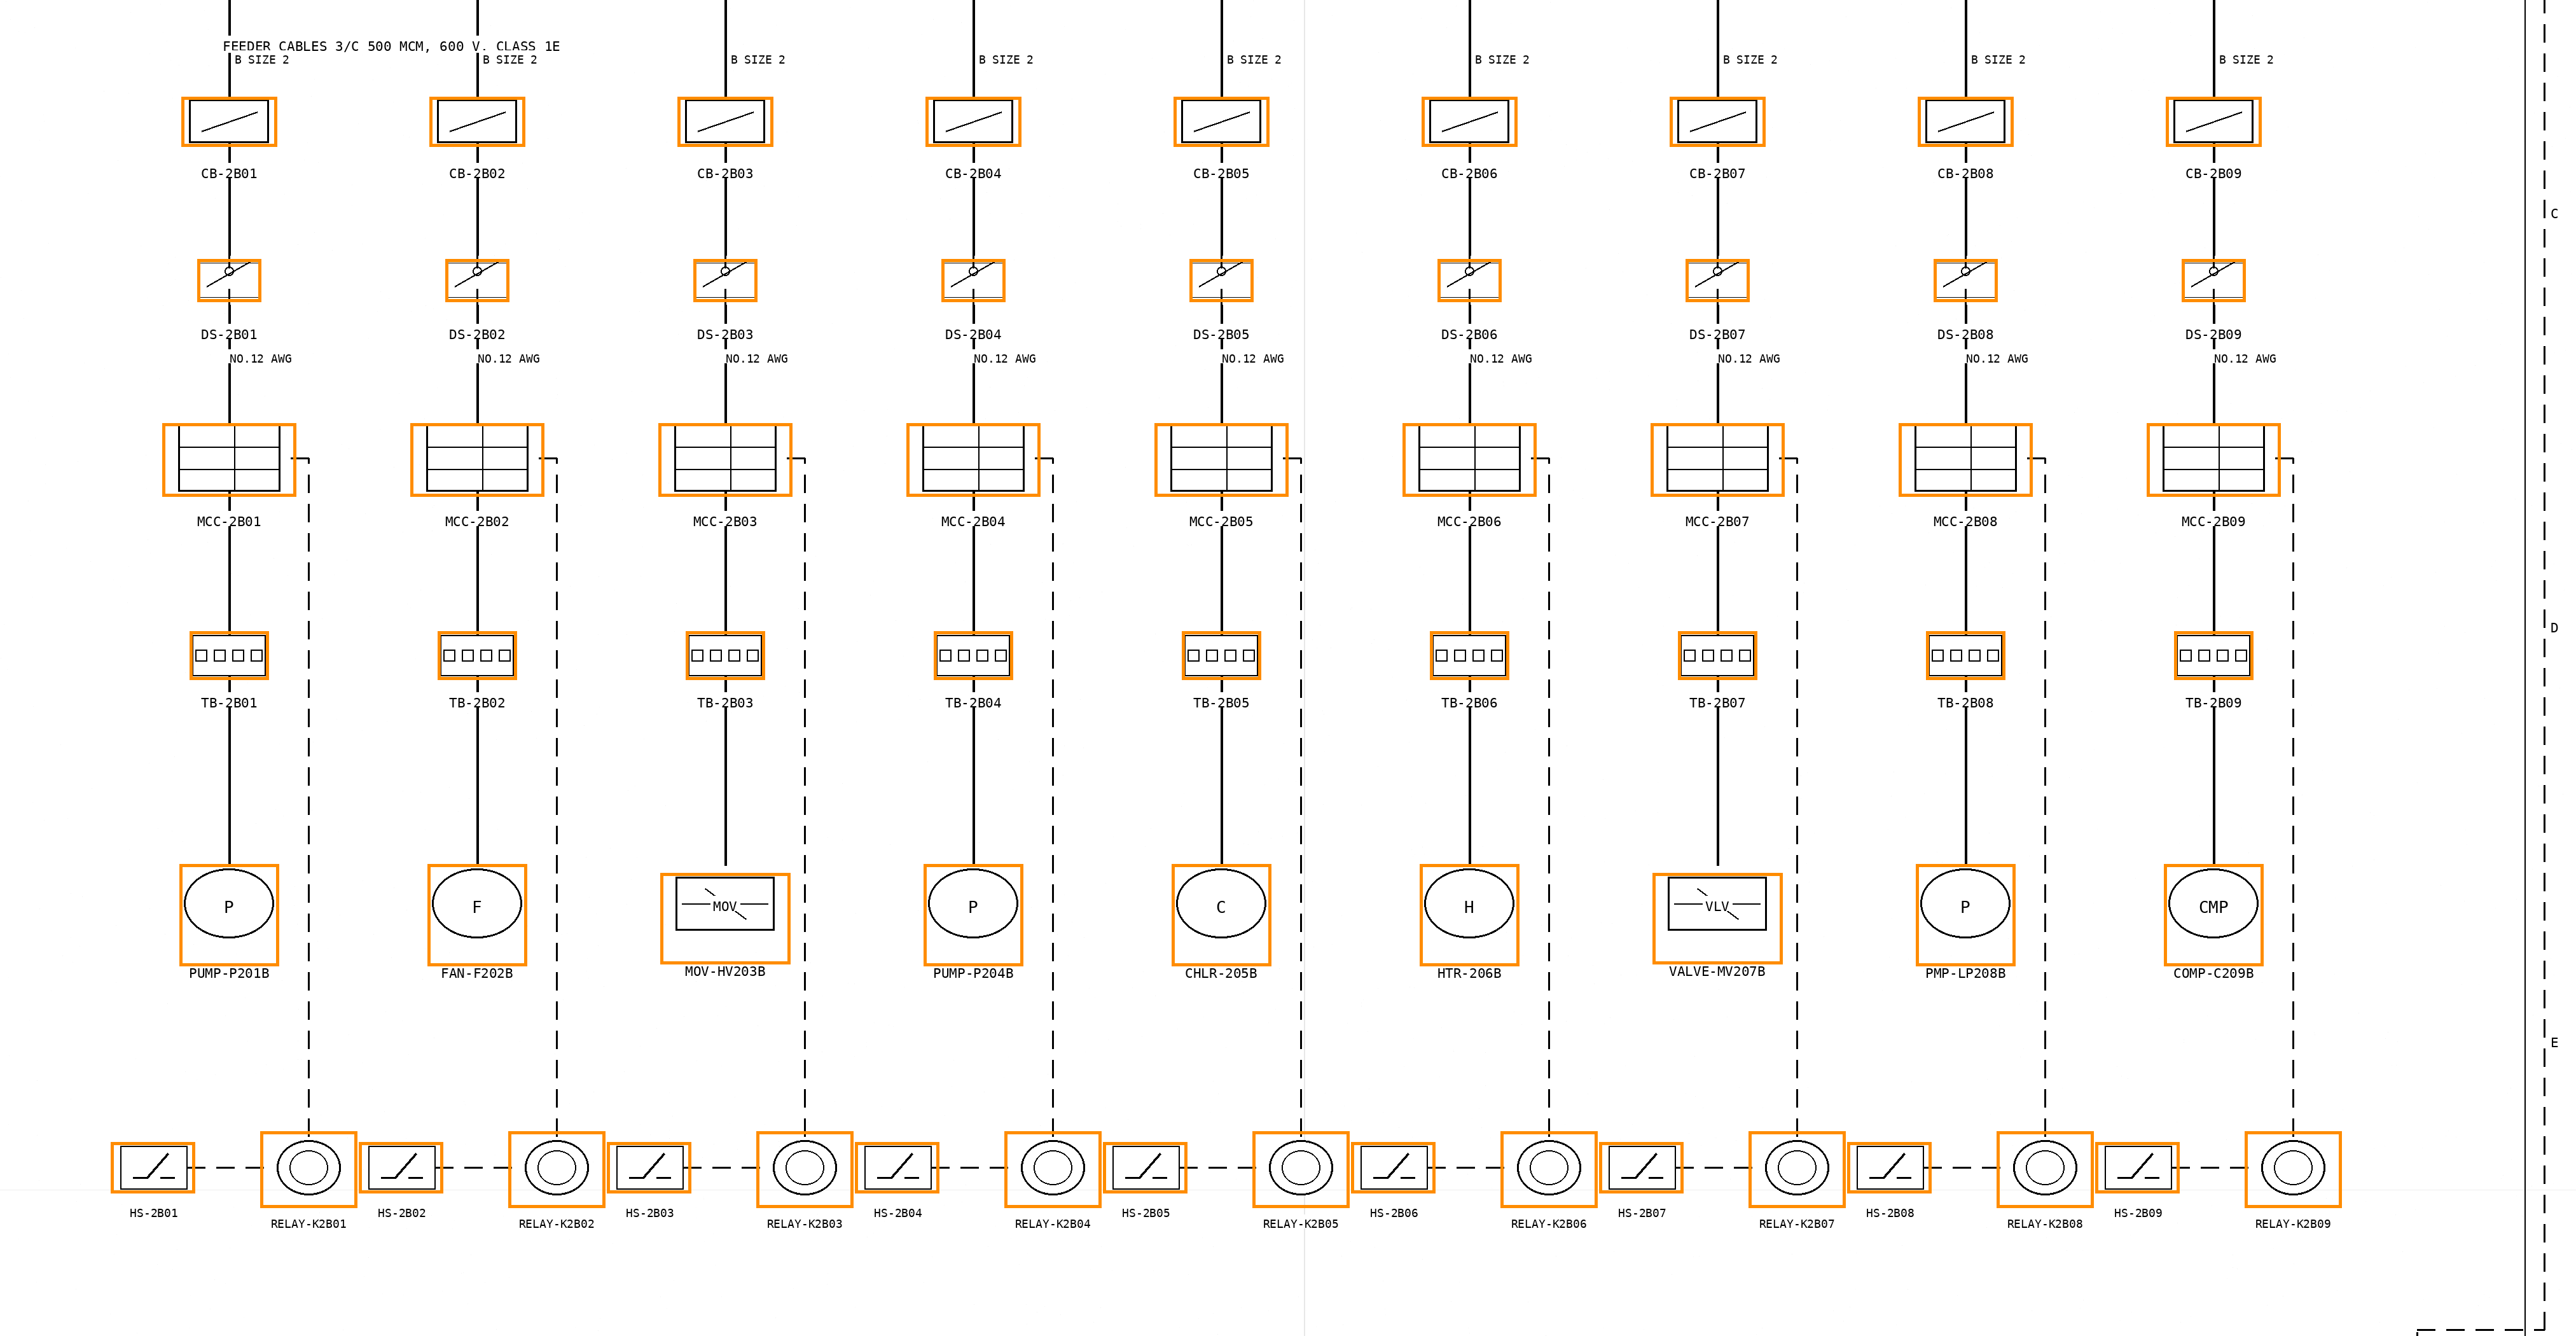 FEEDER CABLES 3/C 500 MCM, 600 V. CLASS 1E
B SIZE 2 B SIZE 2 B SIZE 2 B SIZE 2 B SIZE 2 B SIZE 2 B SIZE 2 B SIZE 2 B SIZE 2
CB-2B01 CB-2B02 CB-2B03 CB-2B04 CB-2B05 CB-2B06 CB-2B07 CB-2B08 CB-2B09
C
DS-2B01 DS-2B02 DS-2B03 DS-2B04 DS-2B05 DS-2B06 DS-2B07 DS-2B08 DS-2B09
NO.12 AWG NO.12 AWG NO.12 AWG NO.12 AWG NO.12 AWG NO.12 AWG NO.12 AWG NO.12 AWG NO.12 AWG
MCC-2B01 MCC-2B02 MCC-2B03 MCC-2B04 MCC-2B05 MCC-2B06 MCC-2B07 MCC-2B08 MCC-2B09
D
TB-2B01 TB-2B02 TB-2B03 TB-2B04 TB-2B05 TB-2B06 TB-2B07 TB-2B08 TB-2B09
P F MOV P C H VLV P CMP
PUMP-P201B FAN-F202B MOV-HV203B PUMP-P204B CHLR-205B HTR-206B VALVE-MV207B PMP-LP208B COMP-C209B
E
HS-2B01 HS-2B02 HS-2B03 HS-2B04 HS-2B05 HS-2B06 HS-2B07 HS-2B08 HS-2B09
RELAY-K2B01 RELAY-K2B02 RELAY-K2B03 RELAY-K2B04 RELAY-K2B05 RELAY-K2B06 RELAY-K2B07 RELAY-K2B08 RELAY-K2B09